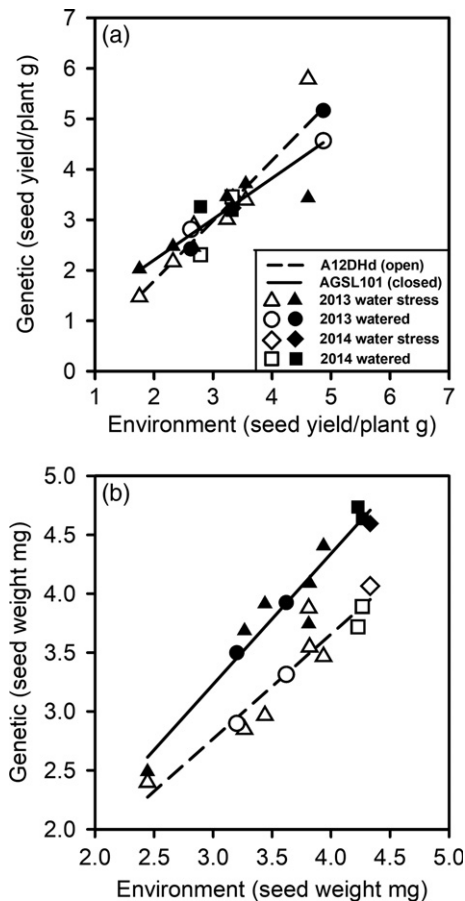 (a)
7
6
5
4
3
2
1
0
Genetic (seed yield/plant g)
A12DHd (open)
AGSL101 (closed)
2013 water stress
2013 watered
2014 water stress
2014 watered
1 2 3 4 5 6 7
Environment (seed yield/plant g)
(b)
5.0
4.5
4.0
3.5
3.0
2.5
2.0
Genetic (seed weight mg)
2.0 2.5 3.0 3.5 4.0 4.5 5.0
Environment (seed weight mg)